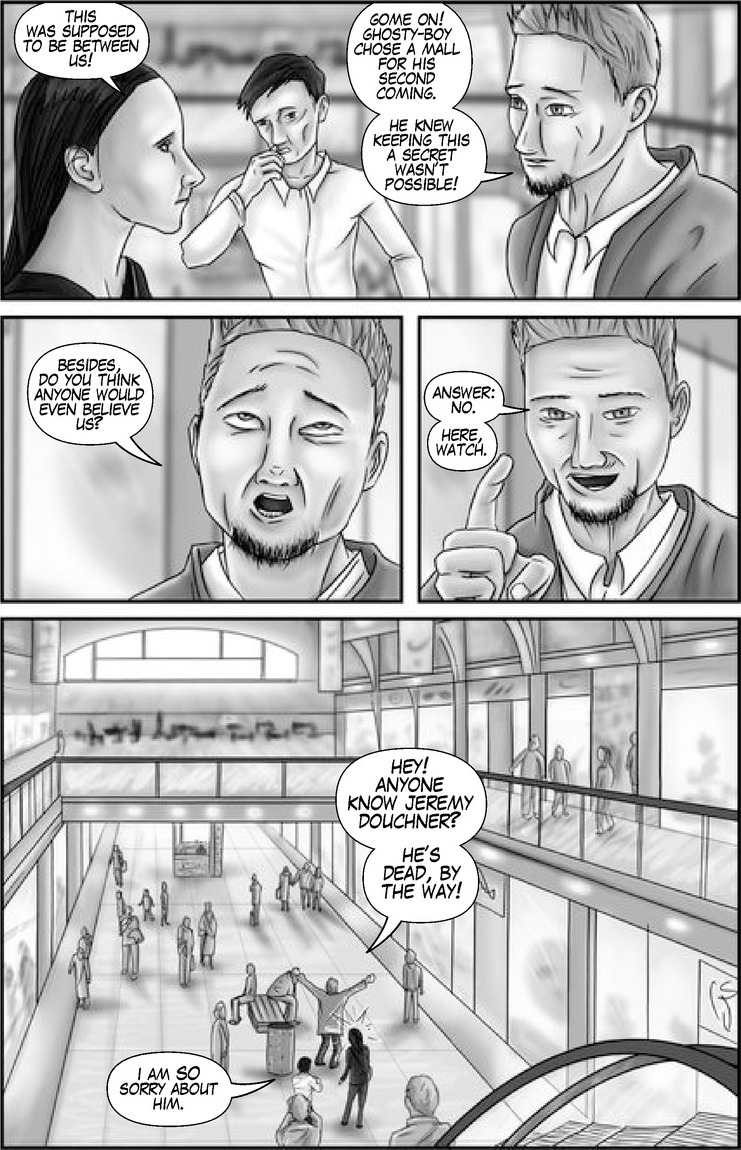 THIS
WAS SUPPOSED
TO BE BETWEEN
US!
GOME ON!
GHOSTY-BOY
CHOSE A MALL
FOR HIS
SECOND
COMING.
HE KNEW
KEEPING THIS
A SECRET
WASN'T
POSSIBLE!
BESIDES,
DO YOU THINK
ANYONE WOULD
EVEN BELIEVE
US?
ANSWER:
NO.
HERE,
WATCH.
HEY!
ANYONE
KNOW JEREMY
DOUCHNER?
HE'S
DEAD, BY
THE WAY!
I AM SO
SORRY ABOUT
HIM.